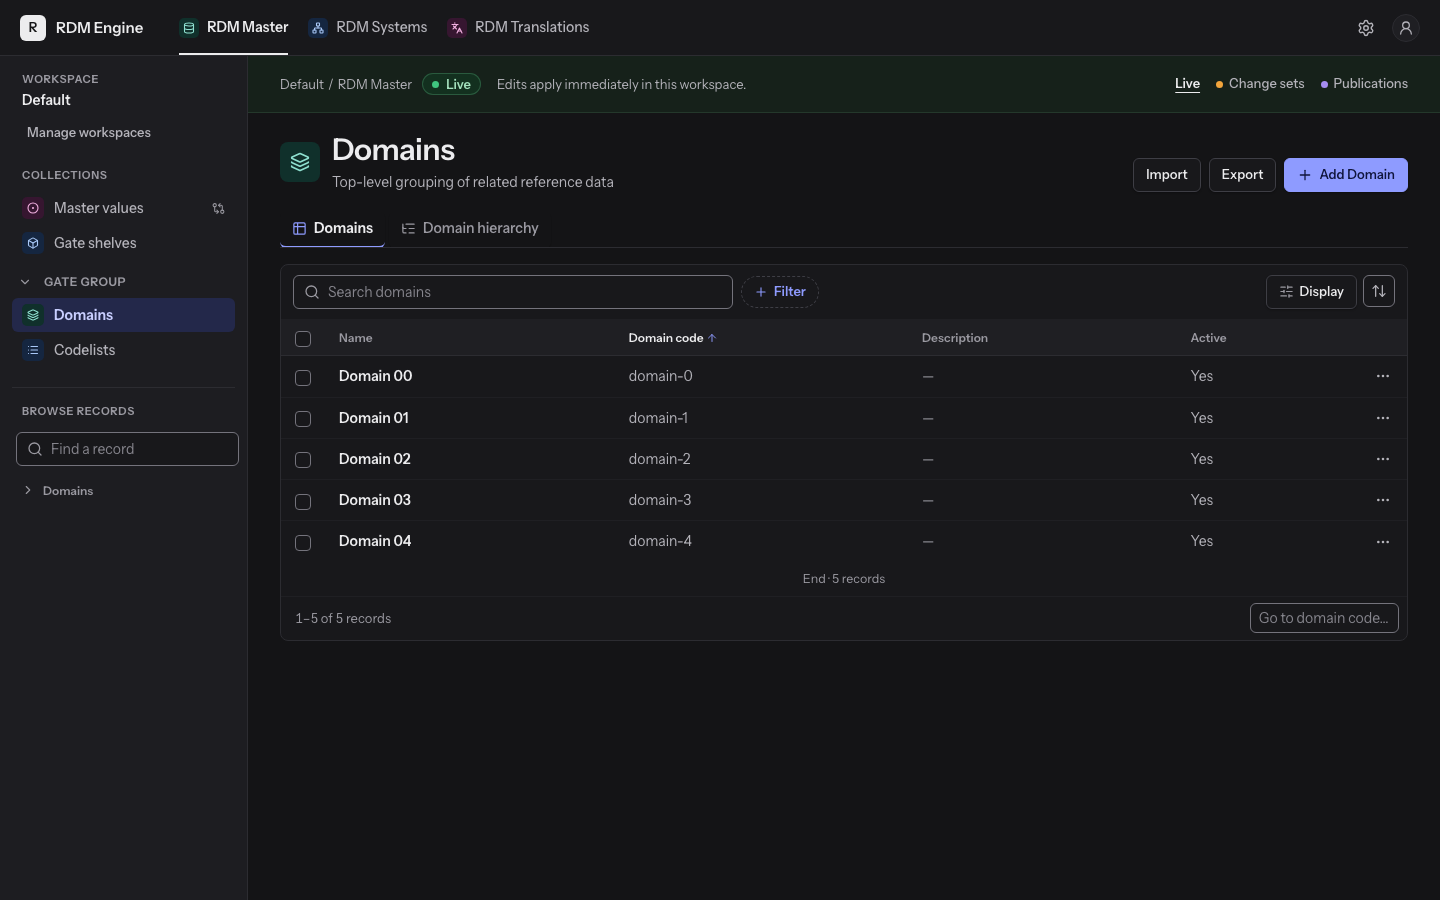 R RDM Engine RDM Master RDM Systems RDM Translations
WORKSPACE
Default
Manage workspaces
COLLECTIONS
Master values
Gate shelves
GATE GROUP
Domains
Codelists
BROWSE RECORDS
Find a record
Domains
Default / RDM Master Live Edits apply immediately in this workspace. Live Change sets Publications
Domains
Top-level grouping of related reference data
Import Export + Add Domain
Domains Domain hierarchy
Search domains + Filter Display
Name Domain code ↑ Description Active
Domain 00 domain-0 — Yes ...
Domain 01 domain-1 — Yes ...
Domain 02 domain-2 — Yes ...
Domain 03 domain-3 — Yes ...
Domain 04 domain-4 — Yes ...
End · 5 records
1–5 of 5 records Go to domain code...